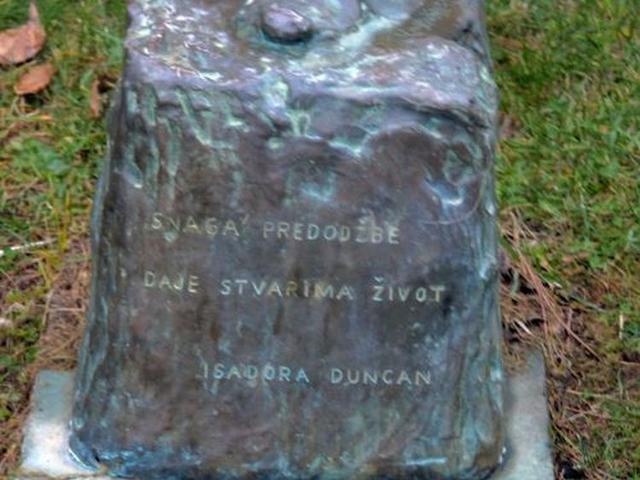 SNAGA PREDODŽBE
DAJE STVARIMA ŽIVOT
ISADORA DUNCAN